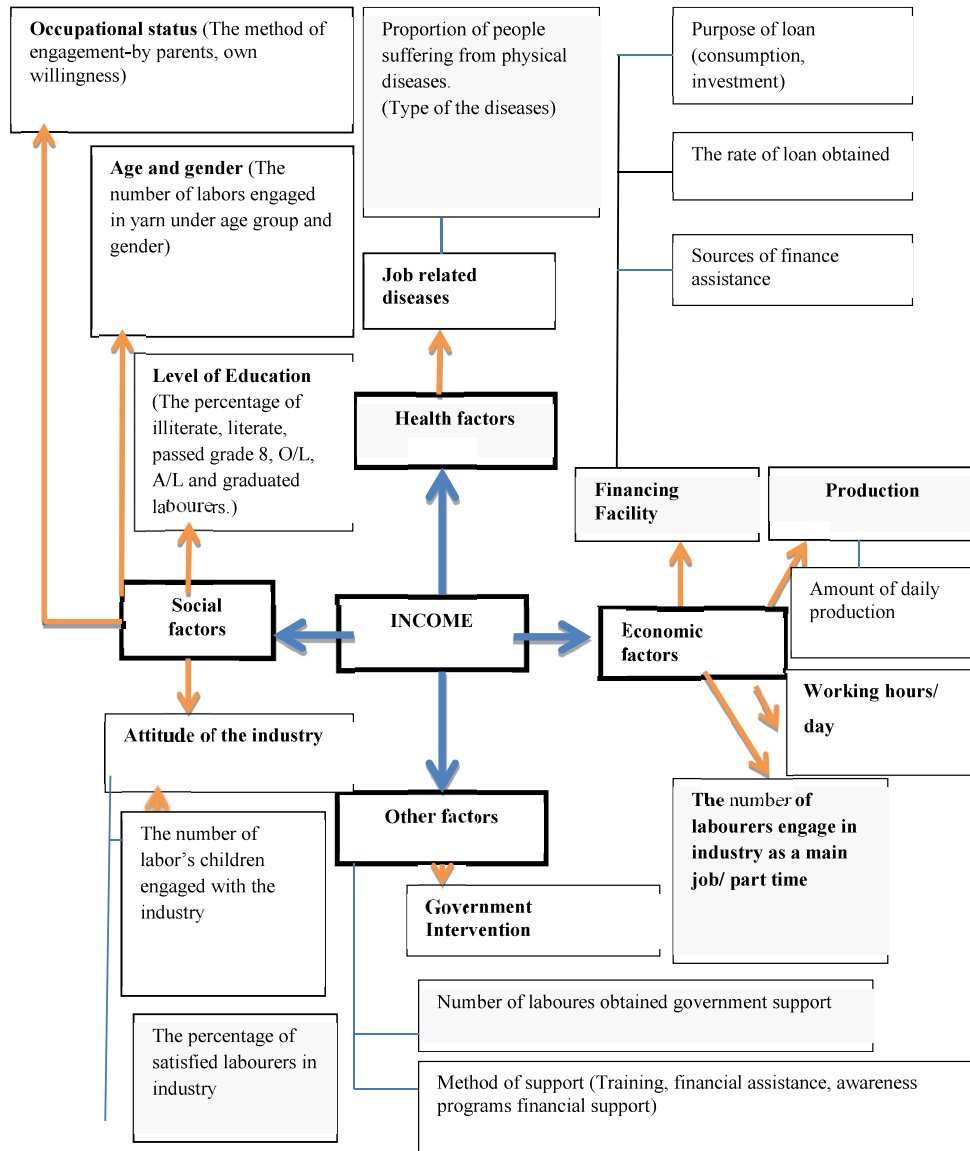 Occupational status (The method of
engagement-by parents, own
willingness)
Proportion of people
suffering from physical
diseases.
(Type of the diseases)
Purpose of loan
(consumption,
investment)
The rate of loan obtained
Age and gender (The
number of labors engaged
in yarn under age group and
gender)
Sources of finance
assistance
Job related
diseases
Level of Education
(The percentage of
illiterate, literate,
passed grade 8, O/L,
A/L and graduated
labourers.)
Health factors
Financing
Facility
Production
Amount of daily
production
Social
factors
INCOME
Economic
factors
Working hours/
day
Attitude of the industry
The number of
labourers engage in
industry as a main
job/ part time
Other factors
The number of
labor's children
engaged with the
industry
Government
Intervention
Number of laboures obtained government support
The percentage of
satisfied labourers in
industry
Method of support (Training, financial assistance, awareness
programs financial support)